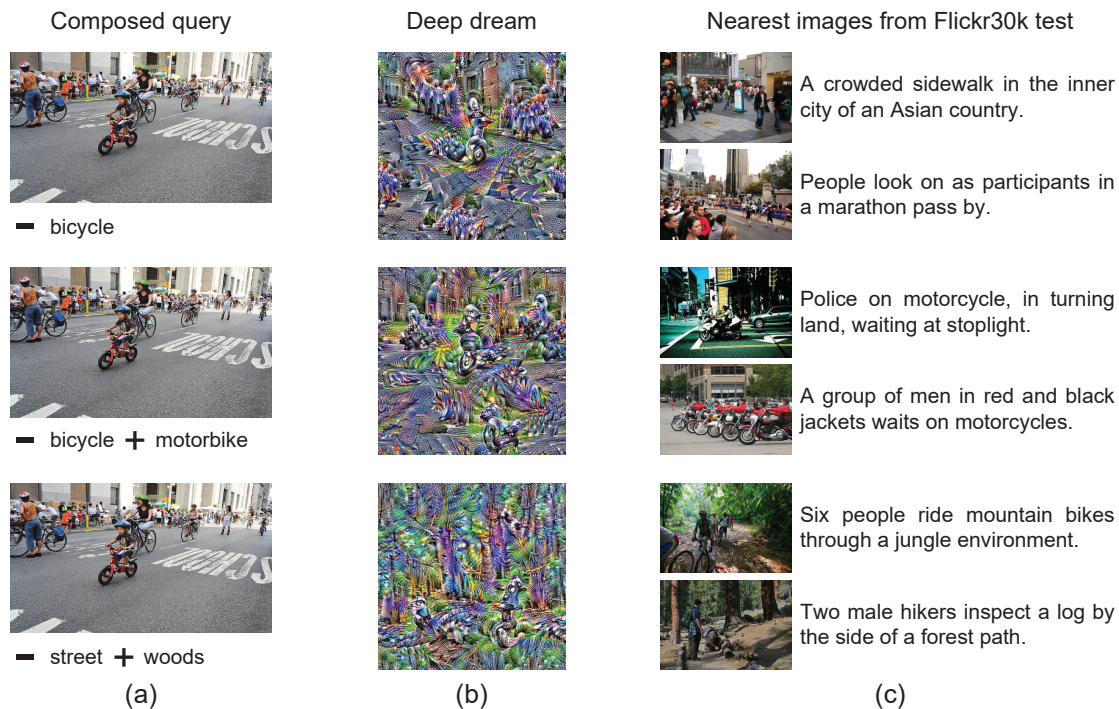 Composed query
Deep dream
Nearest images from Flickr30k test
SCHOOL
A crowded sidewalk in the inner
city of an Asian country.
People look on as participants in
a marathon pass by.
− bicycle
SCHOOL
Police on motorcycle, in turning
land, waiting at stoplight.
A group of men in red and black
jackets waits on motorcycles.
− bicycle + motorbike
SCHOOL
Six people ride mountain bikes
through a jungle environment.
Two male hikers inspect a log by
the side of a forest path.
− street + woods
(a)
(b)
(c)